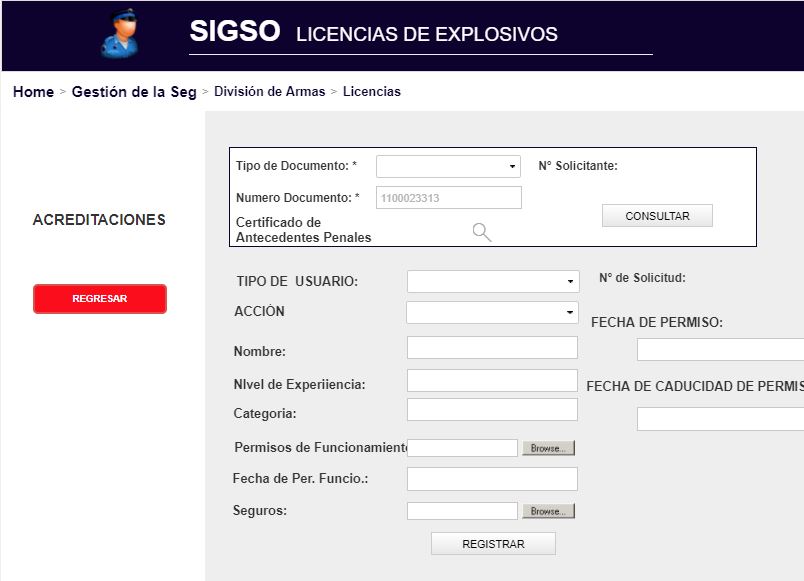 SIGSO LICENCIAS DE EXPLOSIVOS
Home > Gestión de la Seg > División de Armas > Licencias
Tipo de Documento: *
N° Solicitante:
Numero Documento: *
1100023313
Certificado de
Antecedentes Penales
CONSULTAR
ACREDITACIONES
REGRESAR
TIPO DE USUARIO:
N° de Solicitud:
ACCIÓN
FECHA DE PERMISO:
Nombre:
NIvel de Experiiencia:
FECHA DE CADUCIDAD DE PERMIS
Categoria:
Permisos de Funcionamiento
Browse...
Fecha de Per. Funcio.:
Seguros:
Browse...
REGISTRAR